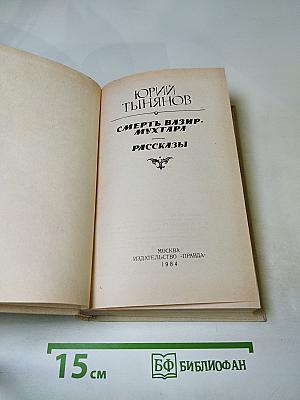 ЮРИЙ
ТЫНЯНОВ
СМЕРТЬ ВАЗИР-
МУХТАРА
РАССКАЗЫ
МОСКВА
ИЗДАТЕЛЬСТВО «ПРАВДА»
1984
15 см
БФ БИБЛИОФАН